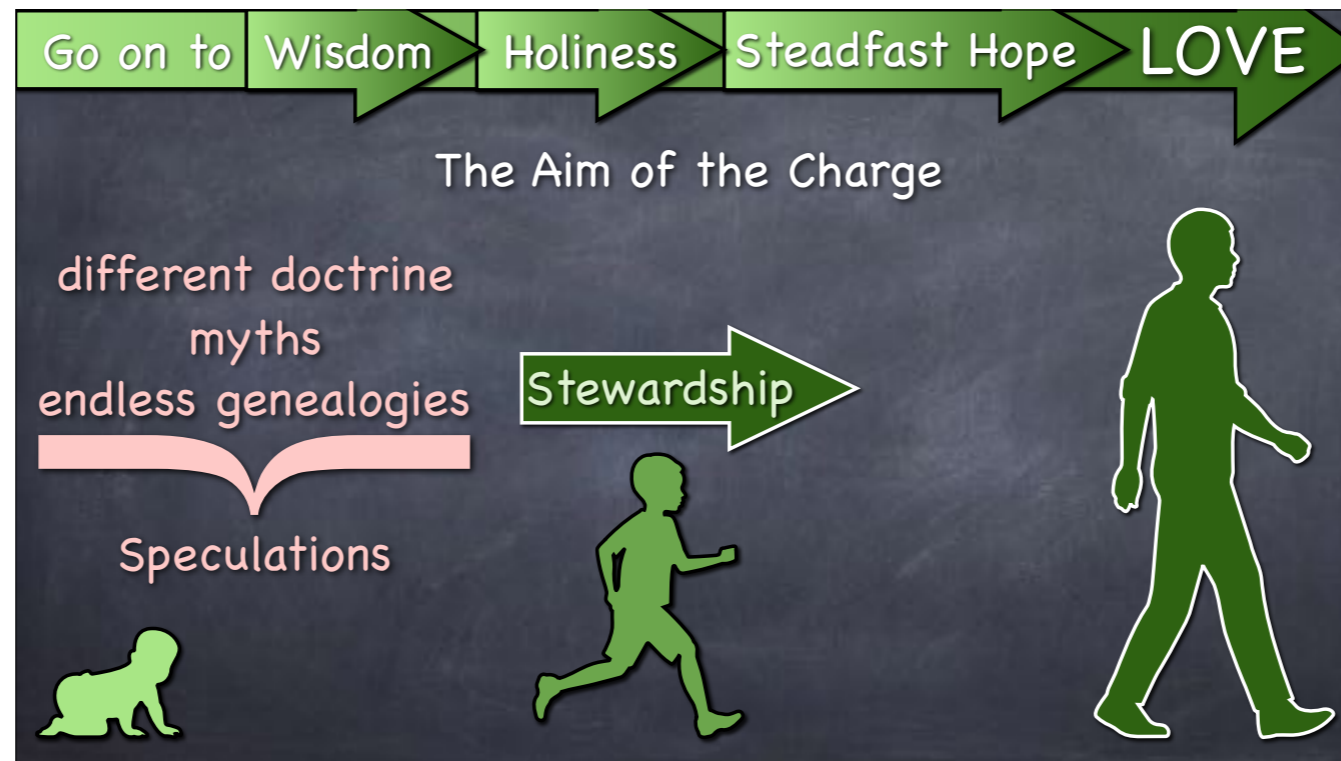 Go on to Wisdom Holiness Steadfast Hope LOVE
The Aim of the Charge
different doctrine
myths
endless genealogies
Stewardship
Speculations